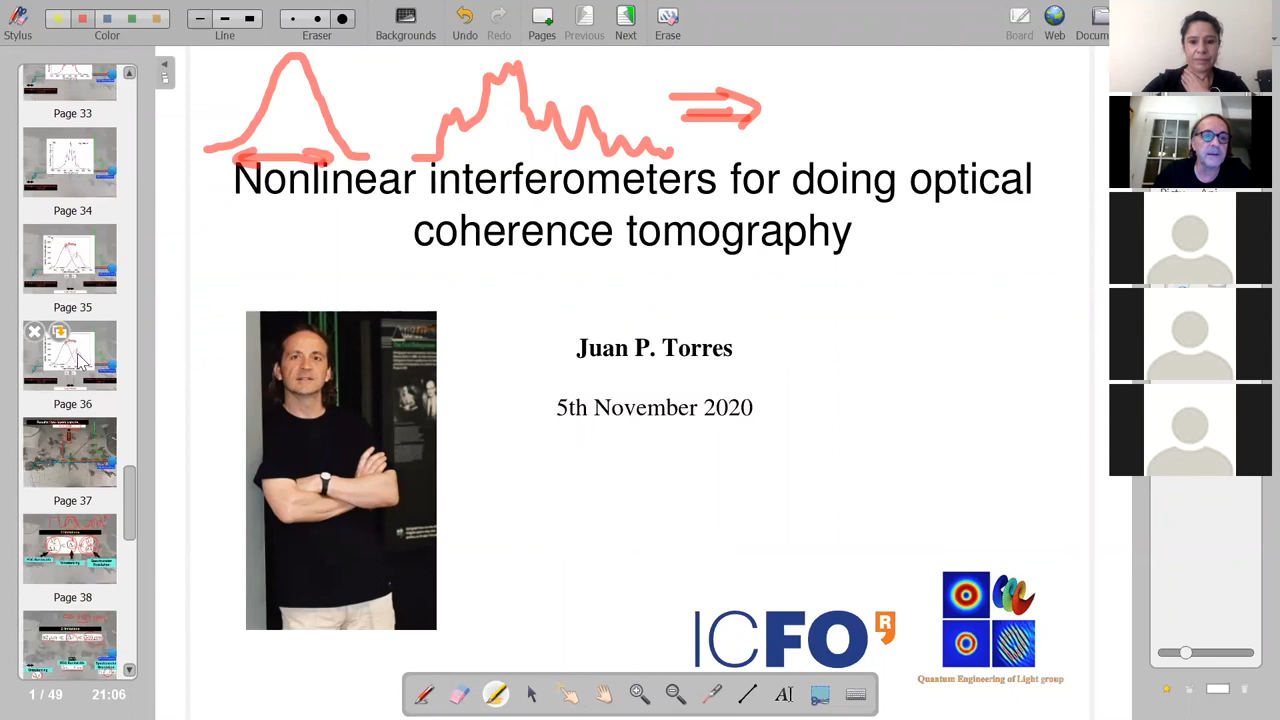 Stylus
Color
Line
Eraser
Backgrounds
Undo
Redo
Pages
Previous
Next
Erase
Board
Web
Docum
Page 33
Page 34
Page 35
Page 36
Page 37
Page 38
1 / 49
21:06
Nonlinear interferometers for doing optical
coherence tomography
Juan P. Torres
5th November 2020
ICFO
R
Quantum Engineering of Light group
AI